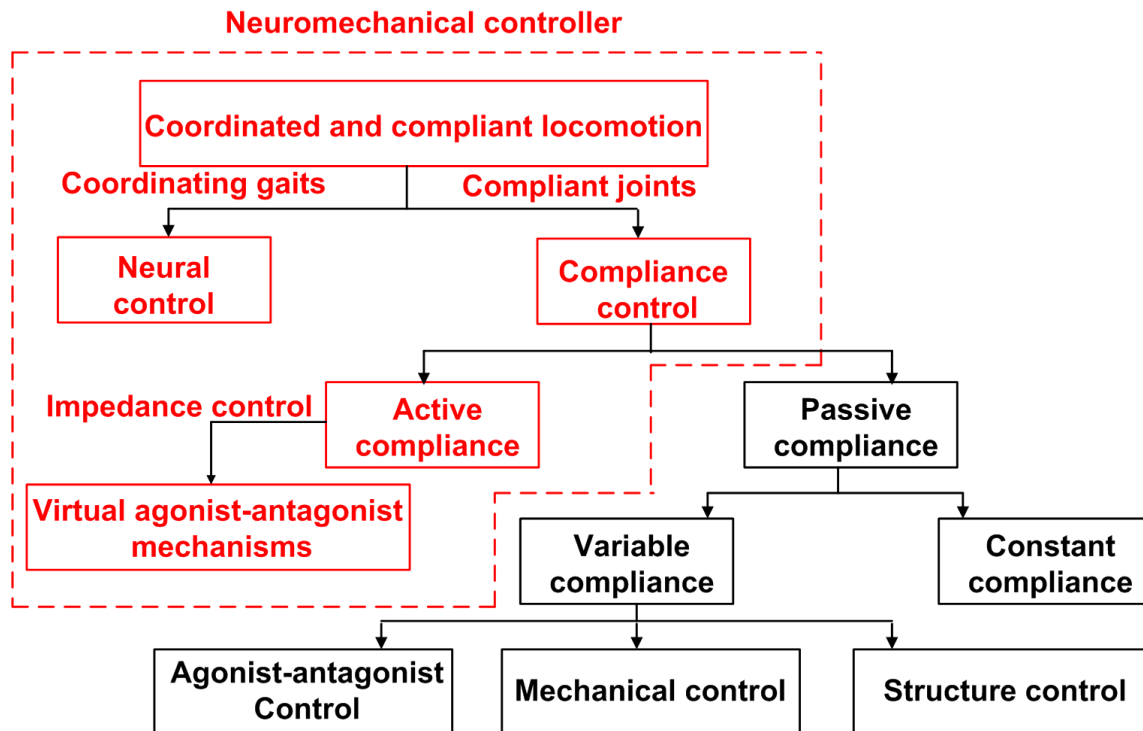 Neuromechanical controller
Coordinated and compliant locomotion
Coordinating gaits
Compliant joints
Neural
control
Compliance
control
Impedance control
Active
compliance
Passive
compliance
Virtual agonist-antagonist
mechanisms
Variable
compliance
Constant
compliance
Agonist-antagonist
Control
Mechanical control
Structure control